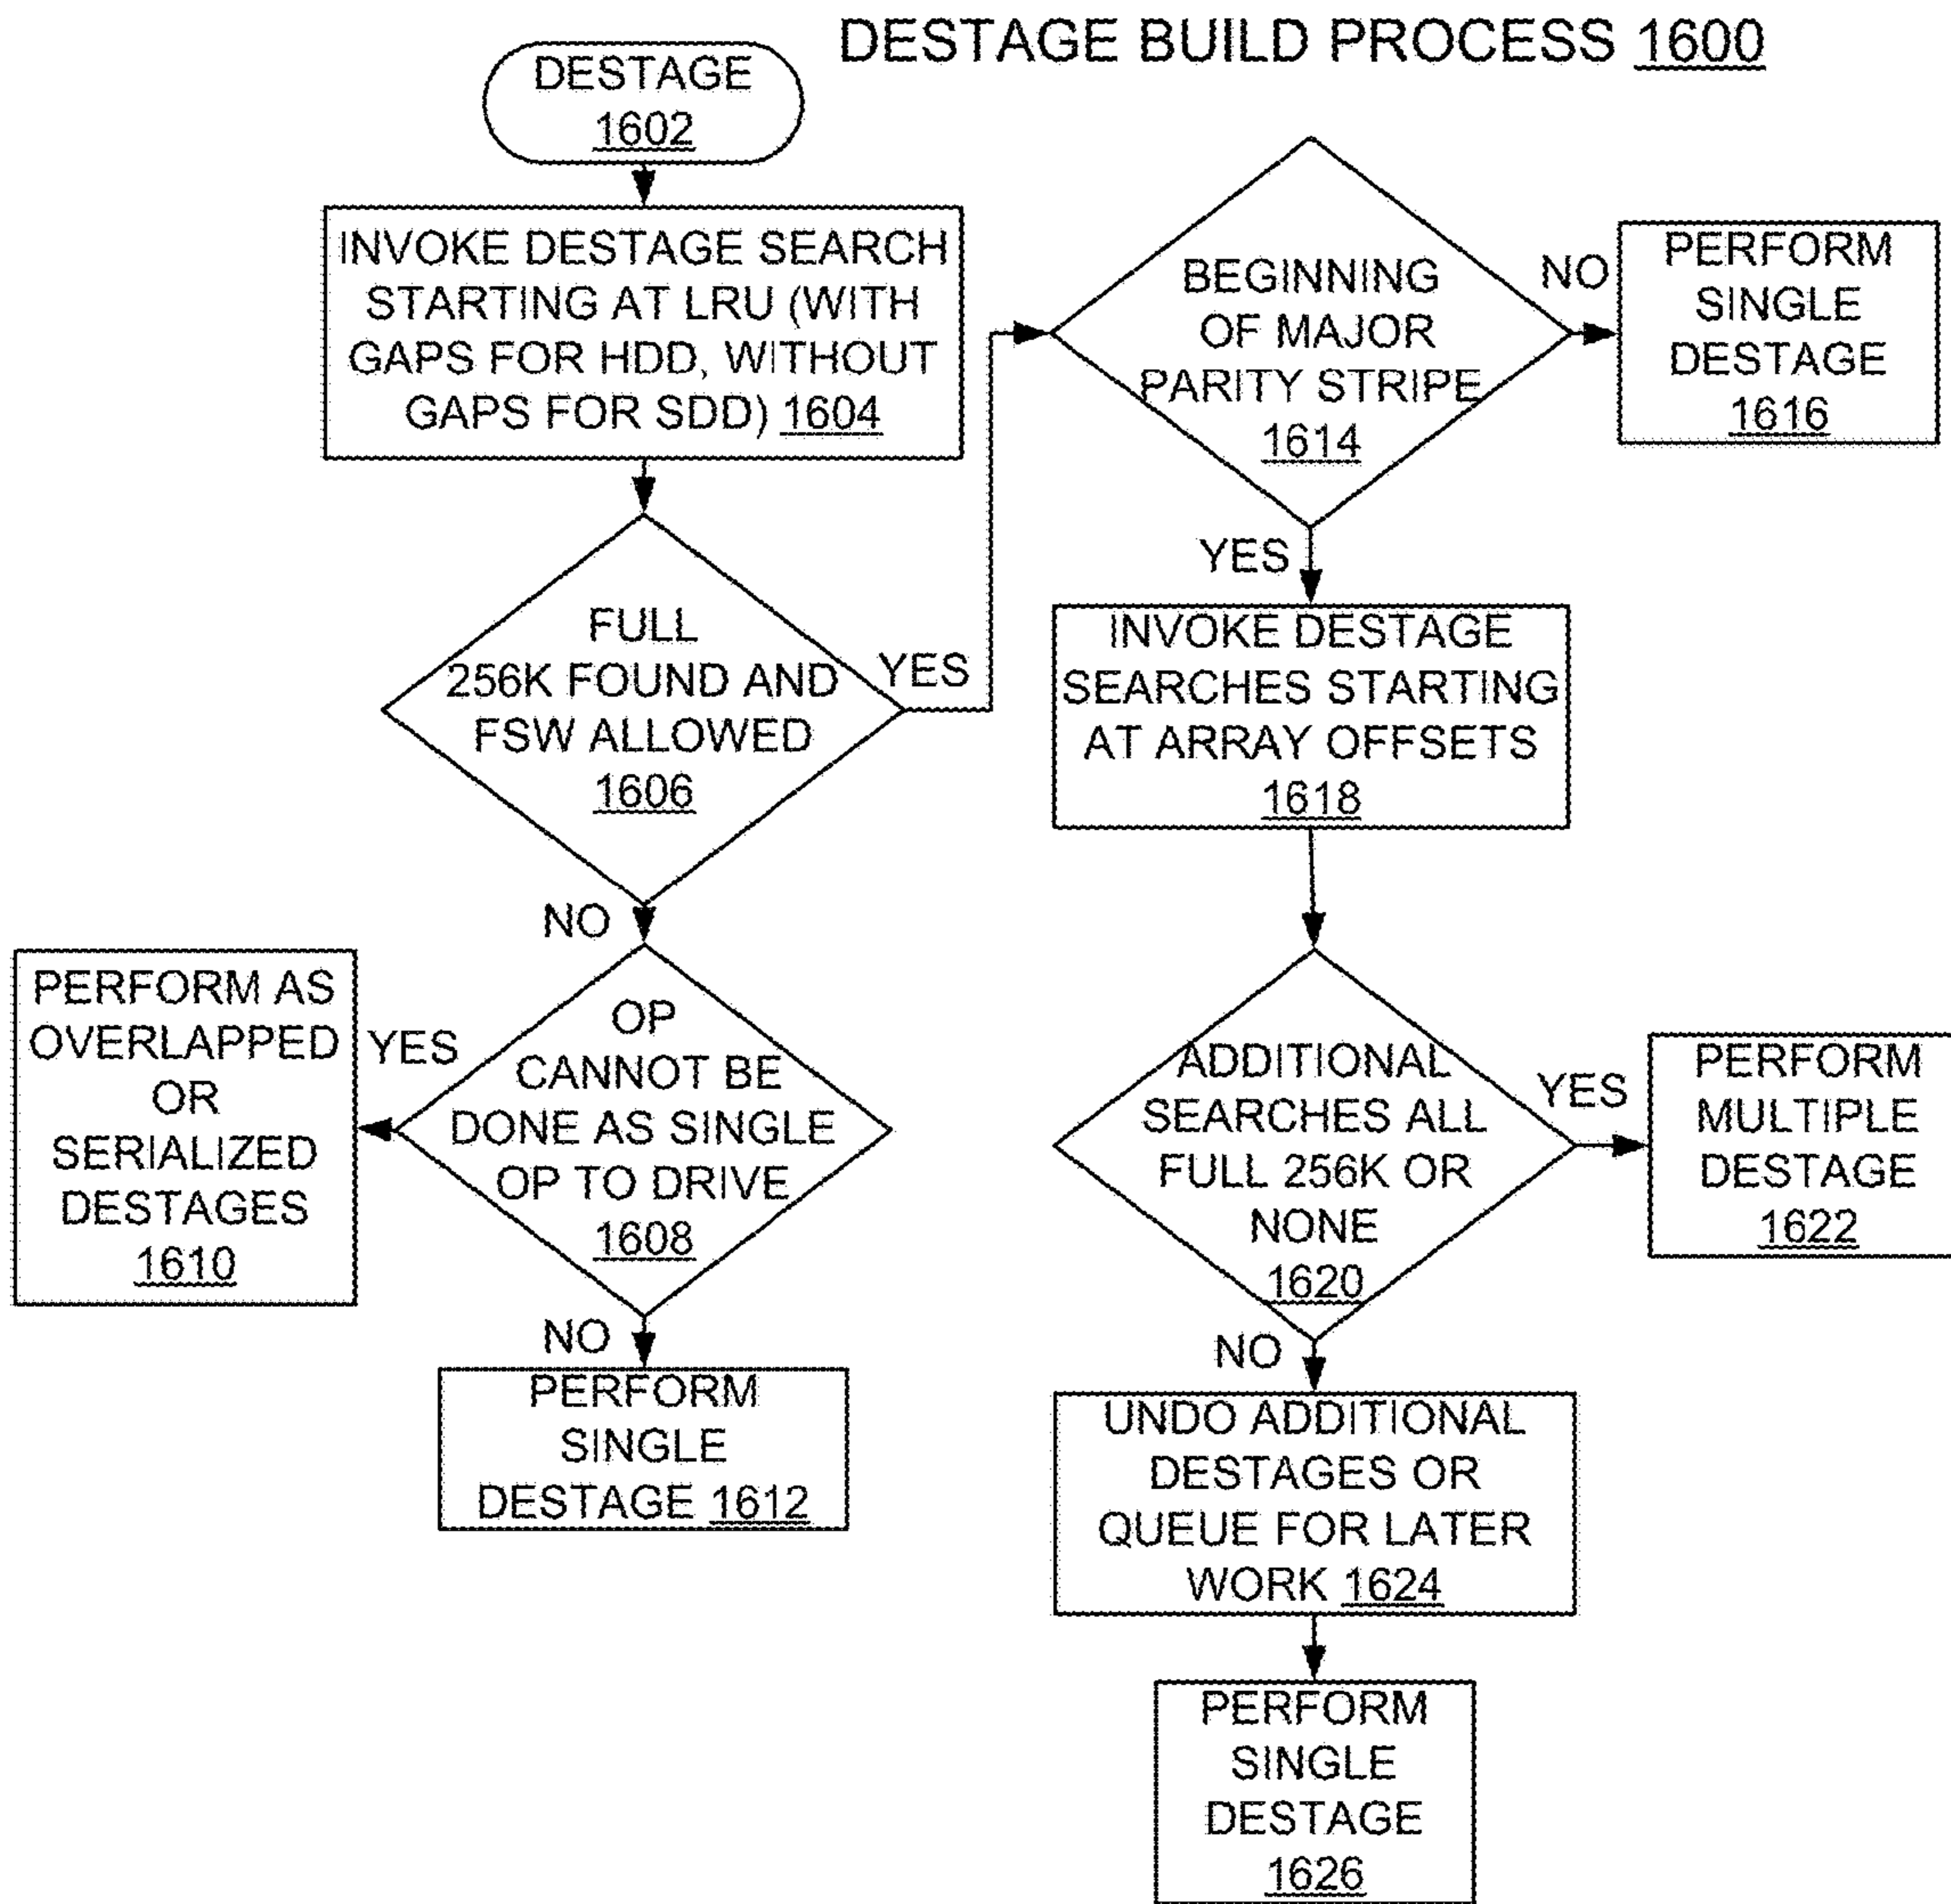 DESTAGE BUILD PROCESS 1600
DESTAGE
1602
INVOKE DESTAGE SEARCH
STARTING AT LRU (WITH
GAPS FOR HDD, WITHOUT
GAPS FOR SDD) 1604
FULL
256K FOUND AND
FSW ALLOWED
1606
YES
NO
OP
CANNOT BE
DONE AS SINGLE
OP TO DRIVE
1608
YES
PERFORM AS
OVERLAPPED
OR
SERIALIZED
DESTAGES
1610
NO
PERFORM
SINGLE
DESTAGE 1612
BEGINNING
OF MAJOR
PARITY STRIPE
1614
NO
PERFORM
SINGLE
DESTAGE
1616
YES
INVOKE DESTAGE
SEARCHES STARTING
AT ARRAY OFFSETS
1618
ADDITIONAL
SEARCHES ALL
FULL 256K OR
NONE
1620
YES
PERFORM
MULTIPLE
DESTAGE
1622
NO
UNDO ADDITIONAL
DESTAGES OR
QUEUE FOR LATER
WORK 1624
PERFORM
SINGLE
DESTAGE
1626